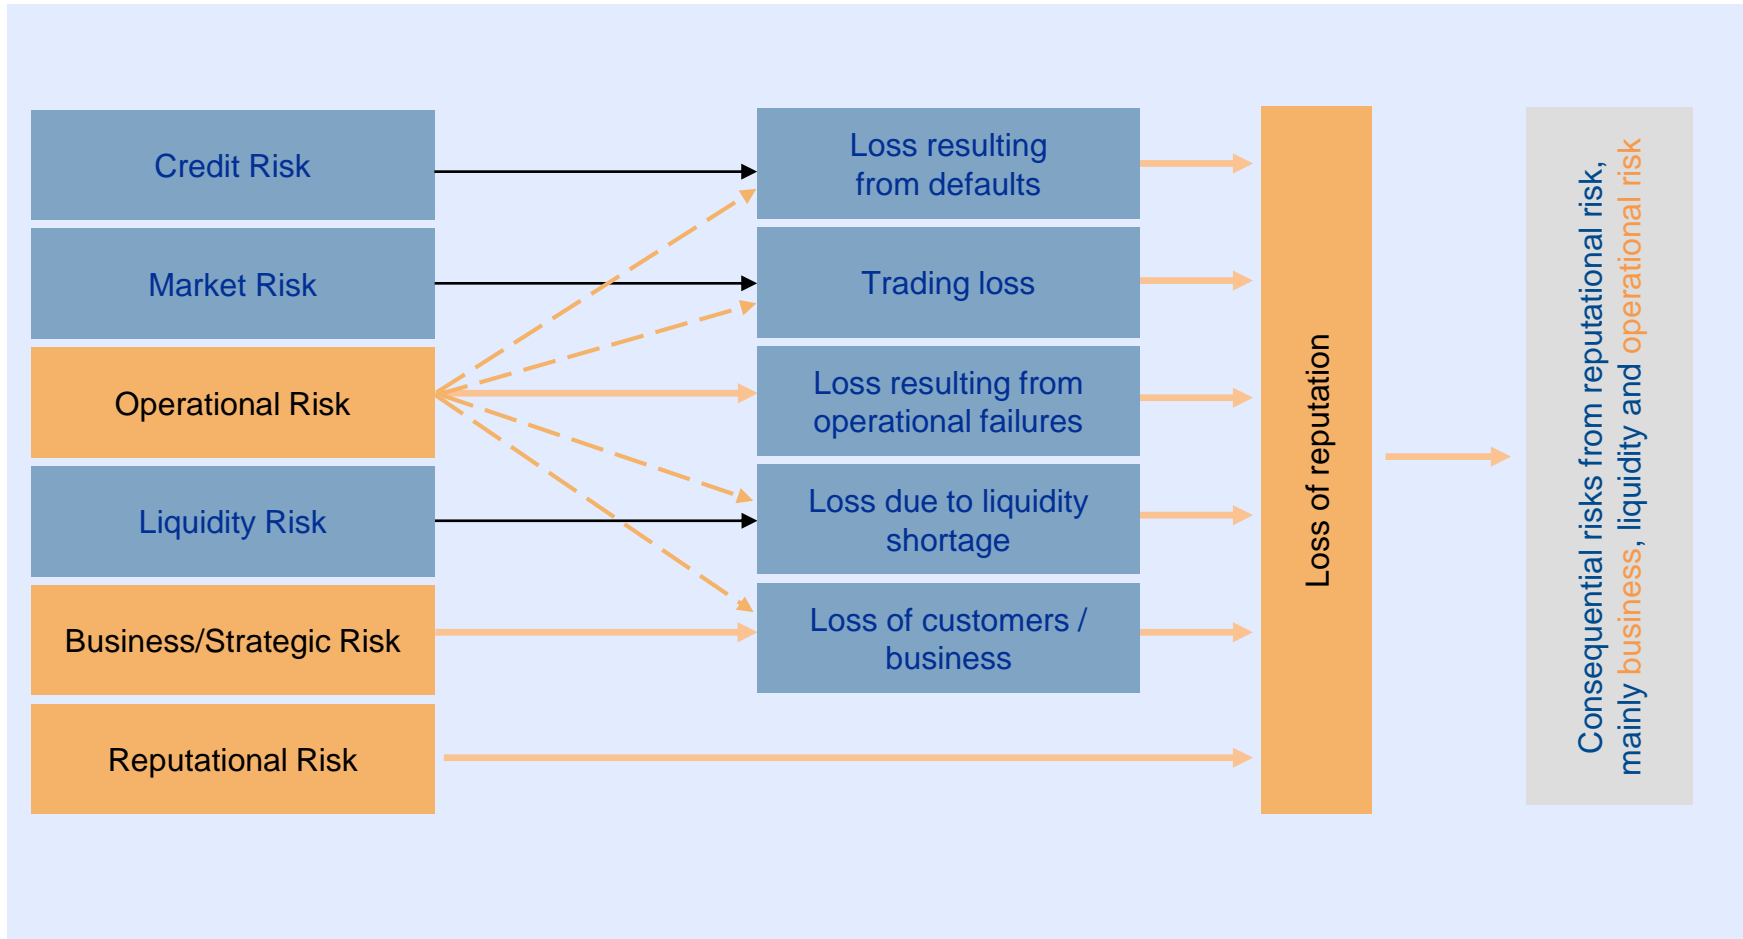 Credit Risk
Market Risk
Operational Risk
Liquidity Risk
Business/Strategic Risk
Reputational Risk
Loss resulting
from defaults
Trading loss
Loss resulting from
operational failures
Loss due to liquidity
shortage
Loss of customers /
business
Loss of reputation
Consequential risks from reputational risk,
mainly business, liquidity and operational risk